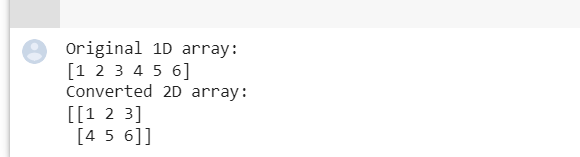 Original 1D array:
[1 2 3 4 5 6]
Converted 2D array:
[[1 2 3]
 [4 5 6]]